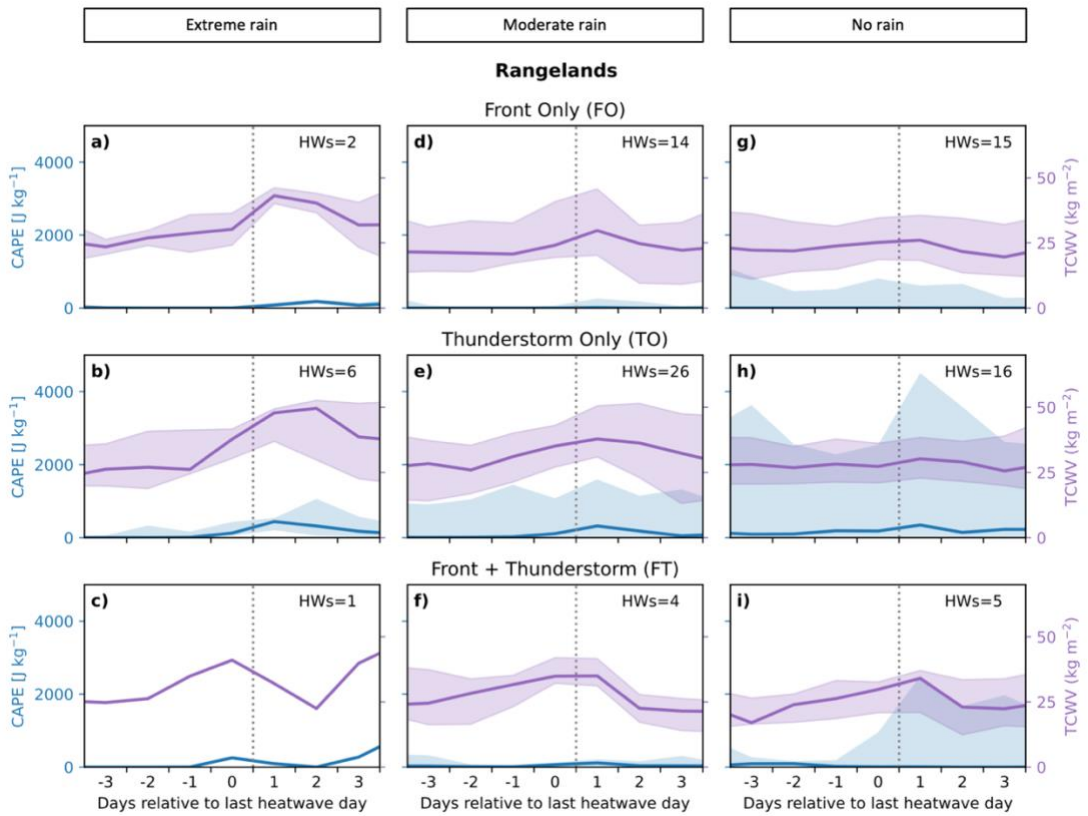 Extreme rain Moderate rain No rain
Rangelands
Front Only (FO)
a) HWs=2 d) HWs=14 g) HWs=15
4000
2000
0
CAPE [J kg⁻¹]
50
25
0
TCWV (kg m⁻²)
Thunderstorm Only (TO)
b) HWs=6 e) HWs=26 h) HWs=16
4000
2000
0
CAPE [J kg⁻¹]
50
25
0
TCWV (kg m⁻²)
Front + Thunderstorm (FT)
c) HWs=1 f) HWs=4 i) HWs=5
4000
2000
0
CAPE [J kg⁻¹]
50
25
0
TCWV (kg m⁻²)
-3 -2 -1 0 1 2 3 -3 -2 -1 0 1 2 3 -3 -2 -1 0 1 2 3
Days relative to last heatwave day Days relative to last heatwave day Days relative to last heatwave day